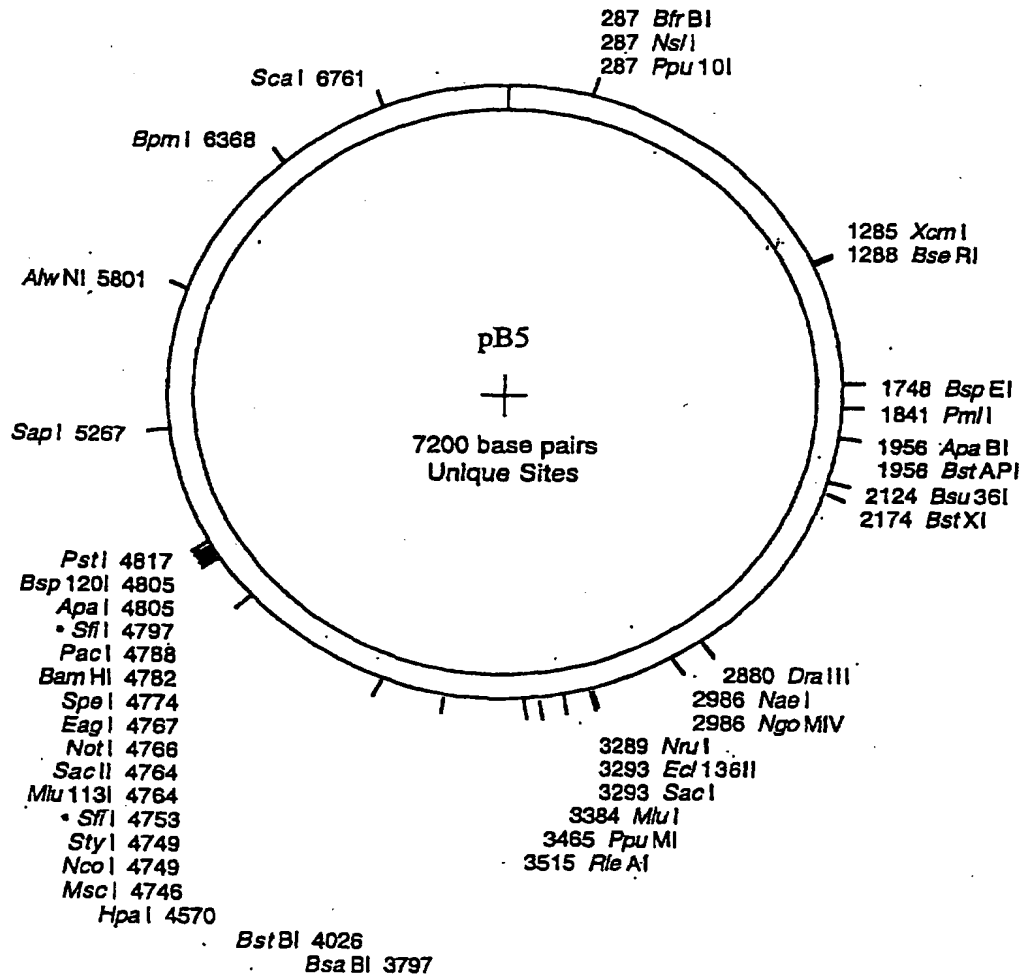 287 BfrBI
287 NsiI
287 Ppu10I
ScaI 6761
BpmI 6368
AlwNI 5801
SapI 5267
1285 XcmI
1288 BseRI
1748 BspEI
1841 PmlI
1956 ApaBI
1958 BstAPI
2124 Bsu36I
2174 BstXI
pB5
7200 base pairs
Unique Sites
PstI 4817
Bsp120I 4805
ApaI 4805
• SfiI 4797
PacI 4788
BamHI 4782
SpeI 4774
EagI 4767
NotI 4766
SacII 4764
Mlu113I 4764
• SfiI 4753
StyI 4749
NcoI 4749
MscI 4746
HpaI 4570
BstBI 4026
BsaBI 3797
2880 DraIII
2986 NaeI
2986 NgoMIV
3289 NruI
3293 Ecl136II
3293 SacI
3384 MluI
3465 PpuMI
3515 RleAI